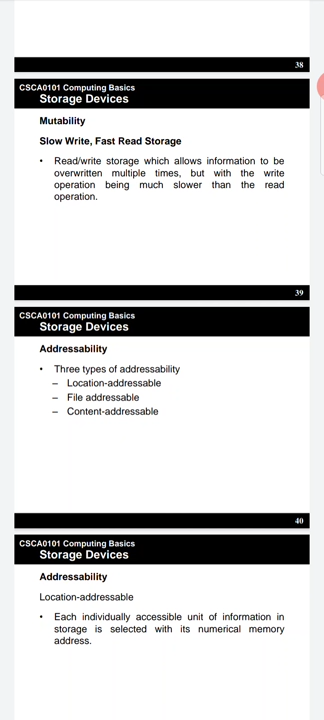 38
CSCA0101 Computing Basics
Storage Devices
Mutability
Slow Write, Fast Read Storage
• Read/write storage which allows information to be
overwritten multiple times, but with the write
operation being much slower than the read
operation.
39
CSCA0101 Computing Basics
Storage Devices
Addressability
• Three types of addressability
– Location-addressable
– File addressable
– Content-addressable
40
CSCA0101 Computing Basics
Storage Devices
Addressability
Location-addressable
• Each individually accessible unit of information in
storage is selected with its numerical memory
address.